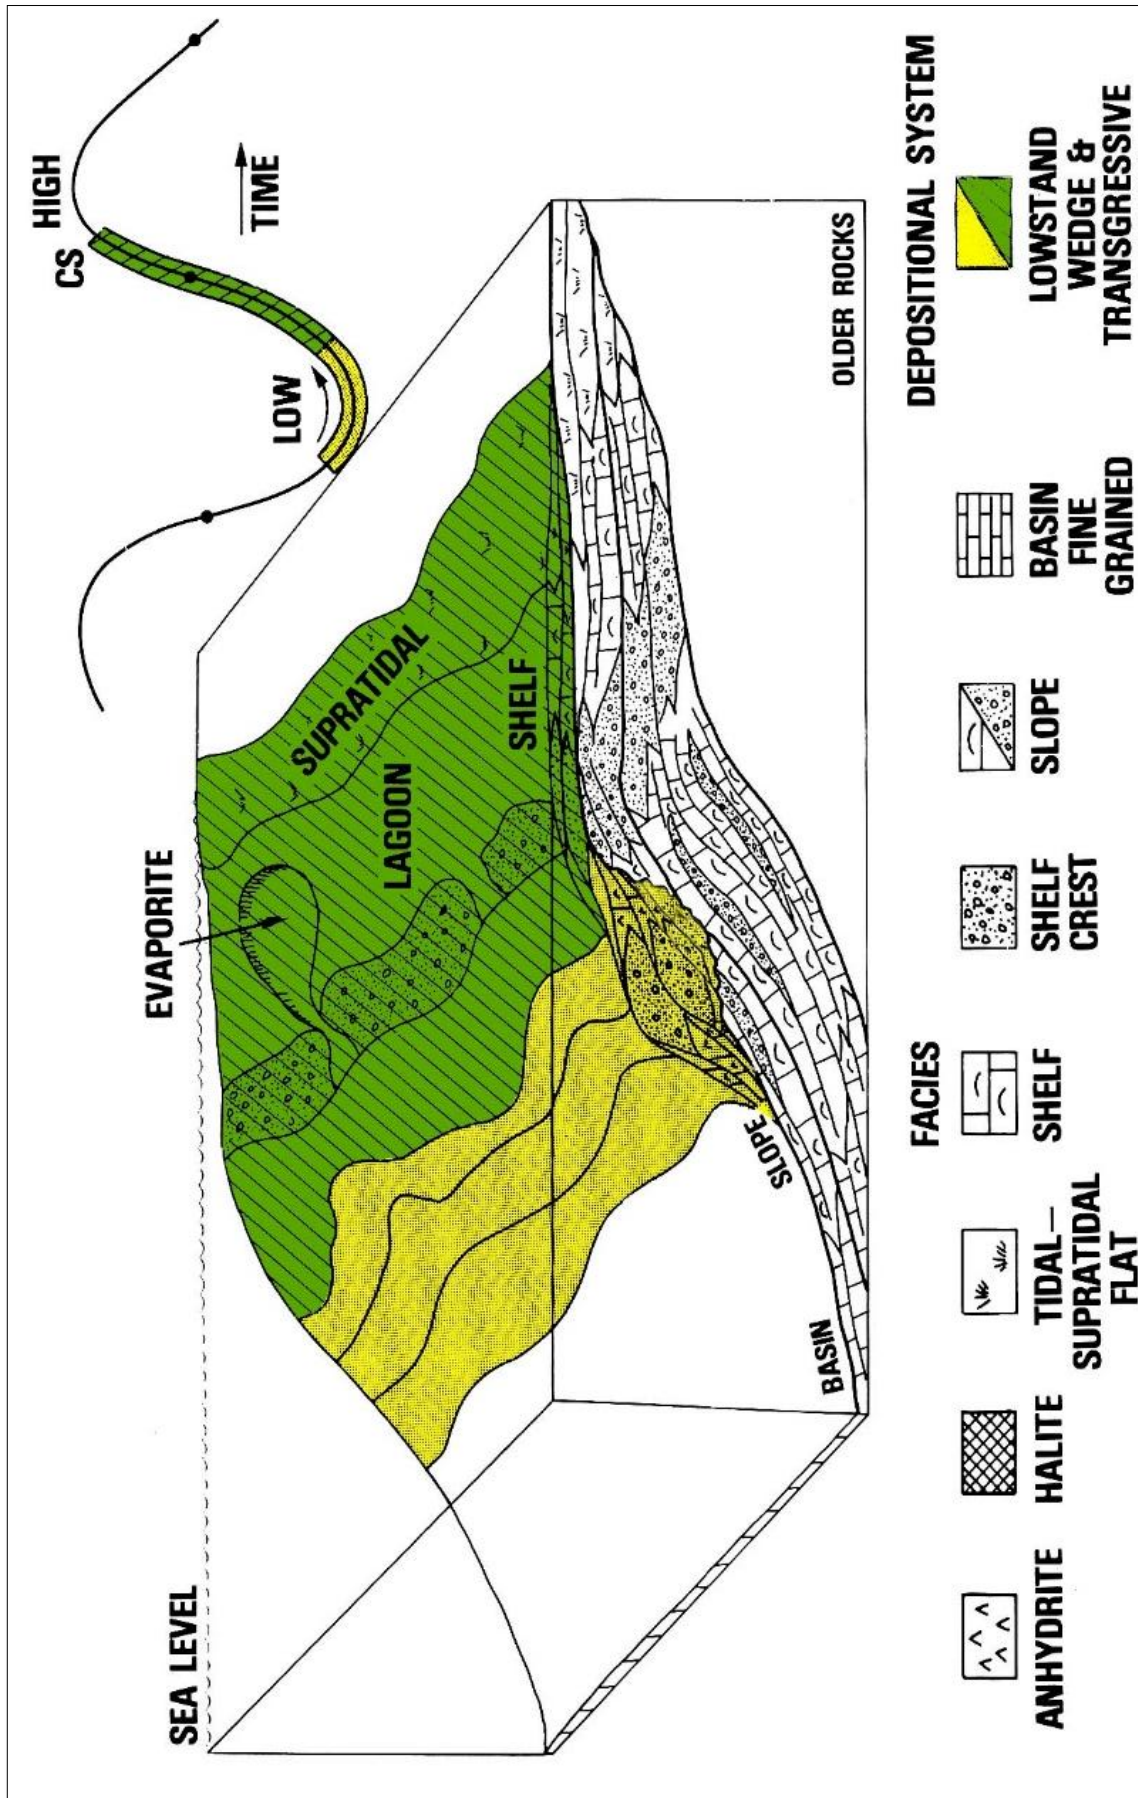 HIGH
CS
LOW
TIME
SEA LEVEL
EVAPORITE
SUPRATIDAL
LAGOON
SHELF
SLOPE
BASIN
OLDER ROCKS
FACIES
DEPOSITIONAL SYSTEM
ANHYDRITE
HALITE
TIDAL—
SUPRATIDAL
FLAT
SHELF
SHELF
CREST
SLOPE
BASIN
FINE
GRAINED
LOWSTAND
WEDGE &
TRANSGRESSIVE